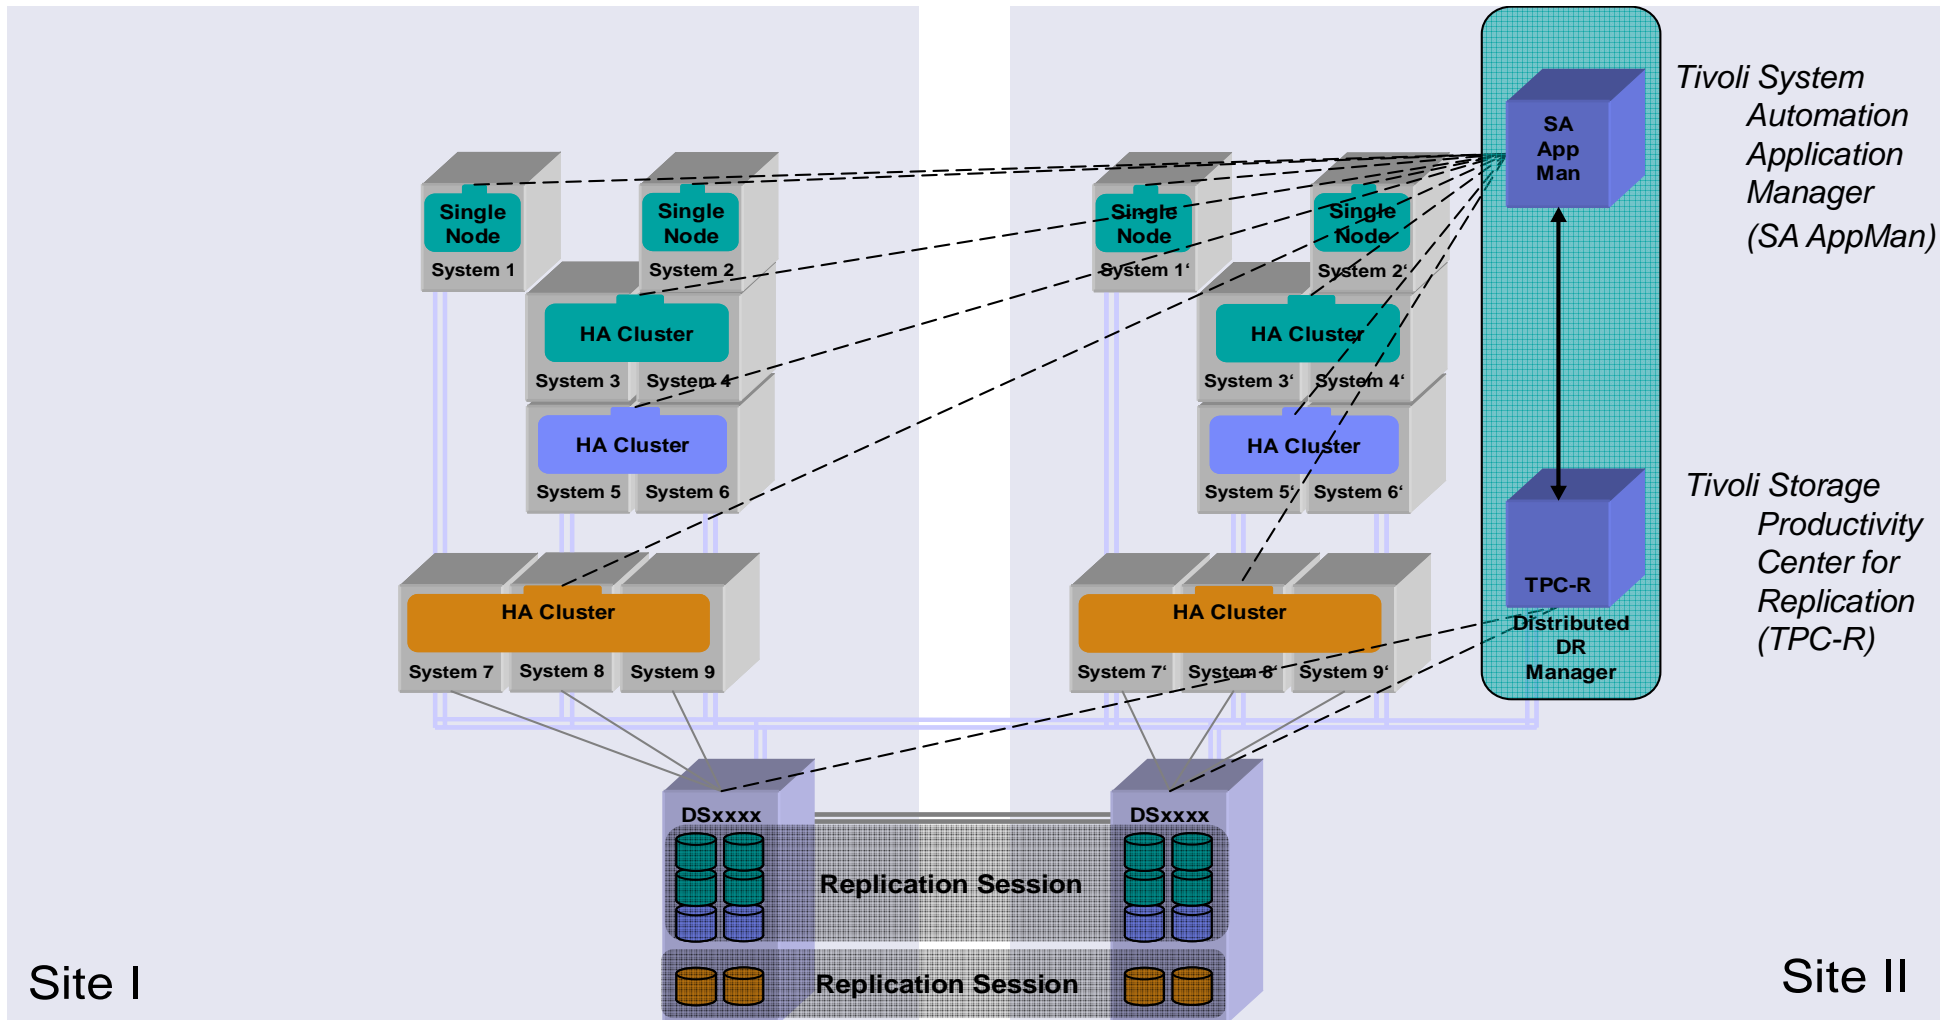 Tivoli System
Automation
Application
Manager
(SA AppMan)
SA
App
Man
Single
Node
System 1
Single
Node
System 2
Single
Node
System 1‘
Single
Node
System 2‘
HA Cluster
System 3 System 4
HA Cluster
System 3‘ System 4‘
HA Cluster
System 5 System 6
HA Cluster
System 5‘ System 6‘
Tivoli Storage
Productivity
Center for
Replication
(TPC-R)
TPC-R
Distributed
DR
Manager
HA Cluster
System 7 System 8 System 9
HA Cluster
System 7‘ System 8‘ System 9‘
DSxxxx
DSxxxx
Replication Session
Replication Session
Site I
Site II